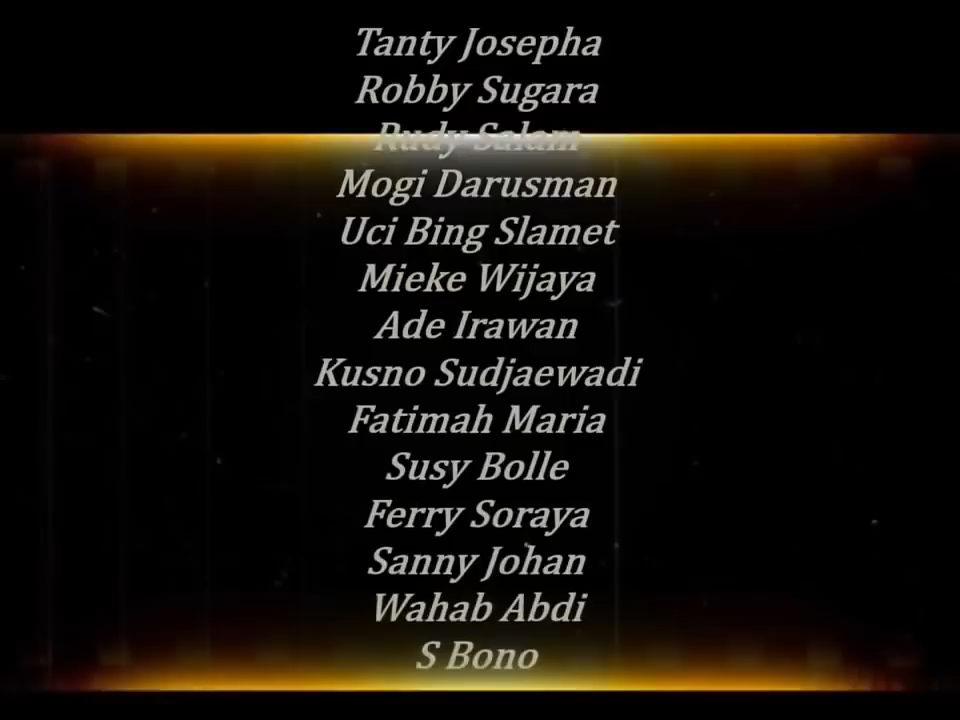 Tanty Josepha
Robby Sugara
Rudy Salam
Mogi Darusman
Uci Bing Slamet
Mieke Wijaya
Ade Irawan
Kusno Sudjaewadi
Fatimah Maria
Susy Bolle
Ferry Soraya
Sanny Johan
Wahab Abdi
S Bono